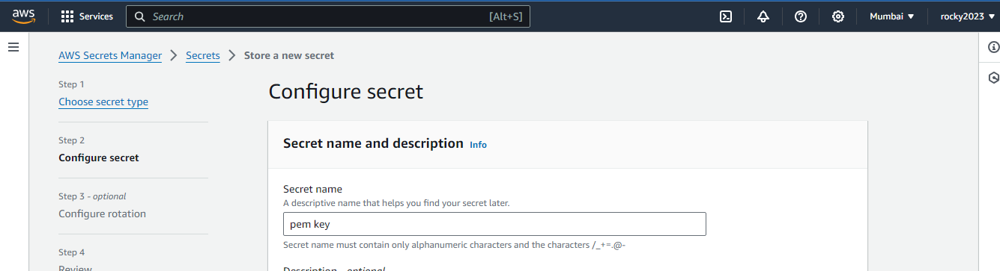 aws Services Search [Alt+S] Mumbai ▼ rocky2023 ▼
AWS Secrets Manager > Secrets > Store a new secret
Step 1
Choose secret type
Step 2
Configure secret
Step 3 - optional
Configure rotation
Step 4
Review
Configure secret
Secret name and description Info
Secret name
A descriptive name that helps you find your secret later.
pem key
Secret name must contain only alphanumeric characters and the characters /_+=.@-
Description - optional